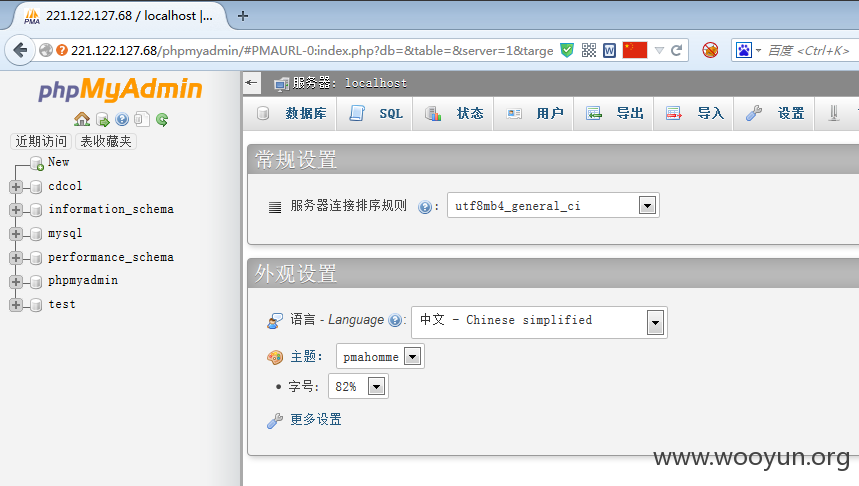 221.122.127.68 / localhost |...
221.122.127.68/phpmyadmin/#PMAURL-0:index.php?db=&table=&server=1&targe
百度 <Ctrl+K>
phpMyAdmin
近期访问 表收藏夹
New
cdcol
information_schema
mysql
performance_schema
phpmyadmin
test
服务器: localhost
数据库 SQL 状态 用户 导出 导入 设置
常规设置
服务器连接排序规则 : utf8mb4_general_ci
外观设置
语言 - Language : 中文 - Chinese simplified
主题: pmahomme
字号: 82%
更多设置
www.wooyun.org